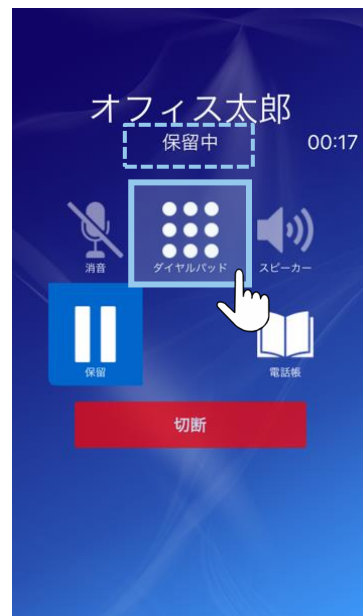 オフィス太郎
保留中
00:17
消音
ダイヤルパッド
スピーカー
保留
電話帳
切断